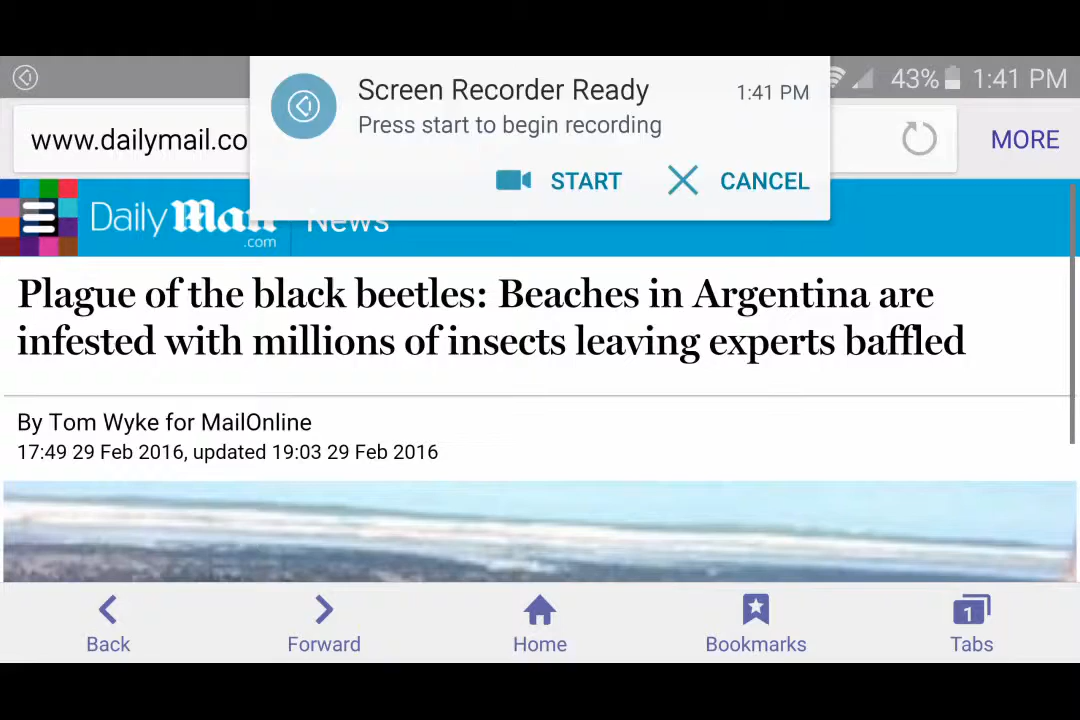 Screen Recorder Ready
1:41 PM
Press start to begin recording
START
CANCEL
43%
1:41 PM
www.dailymail.co
MORE
Daily Mail
.com
News
Plague of the black beetles: Beaches in Argentina are
infested with millions of insects leaving experts baffled
By Tom Wyke for MailOnline
17:49 29 Feb 2016, updated 19:03 29 Feb 2016
Back
Forward
Home
Bookmarks
1
Tabs